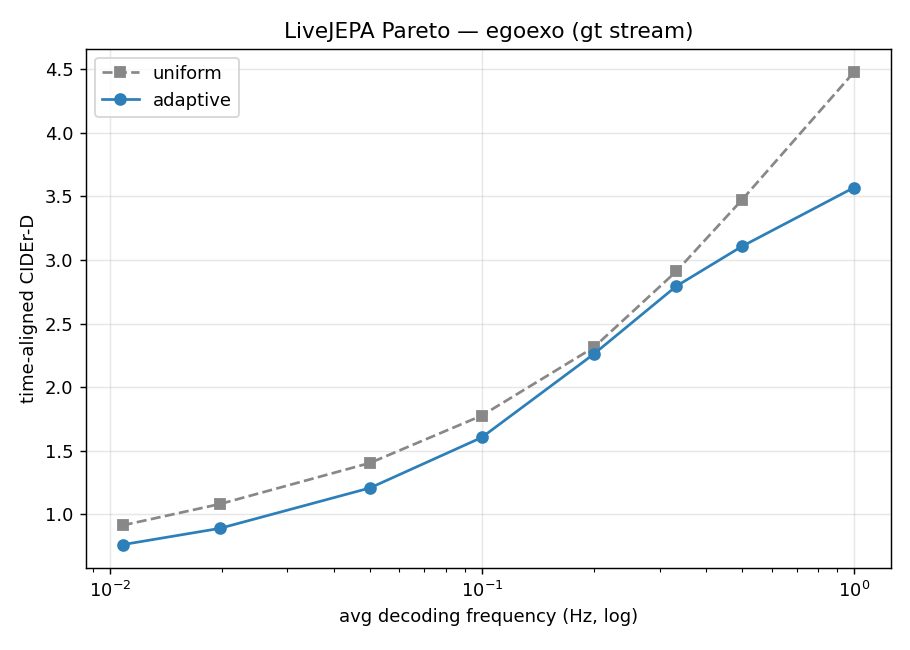 LiveJEPA Pareto — egoexo (gt stream)
uniform
adaptive
time-aligned CIDEr-D
4.5
4.0
3.5
3.0
2.5
2.0
1.5
1.0
10⁻² 10⁻¹ 10⁰
avg decoding frequency (Hz, log)